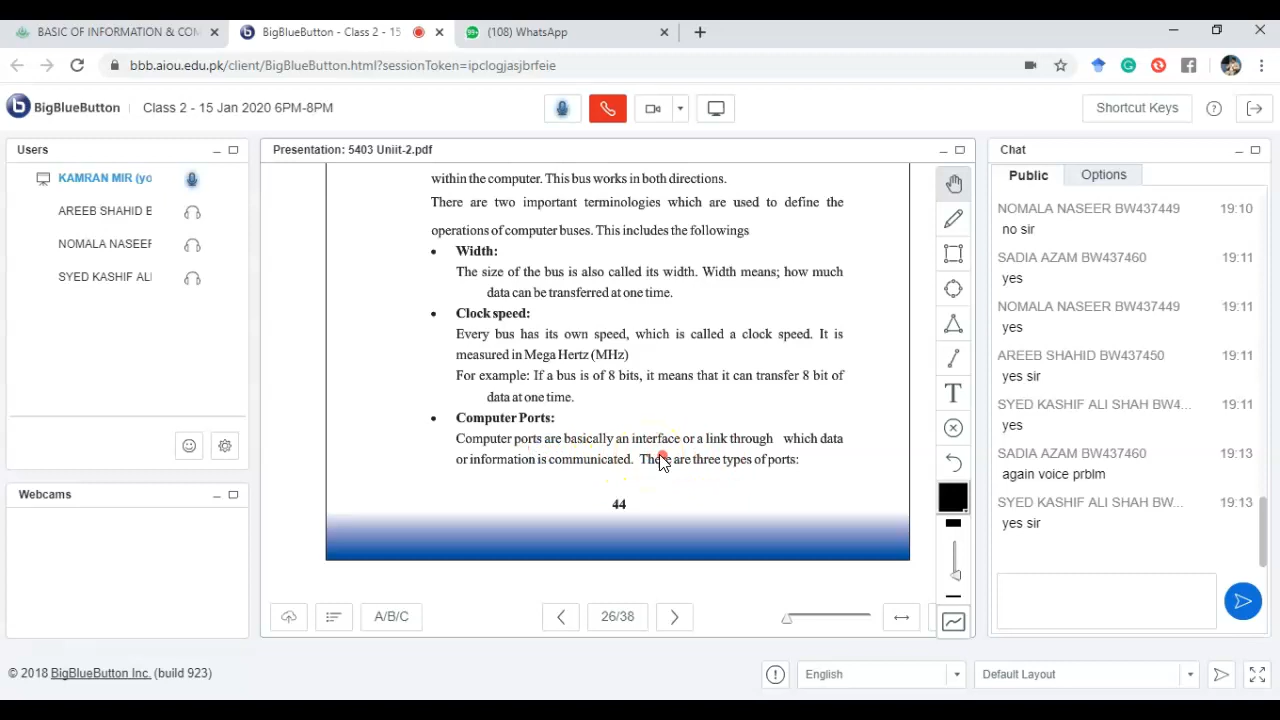 BASIC OF INFORMATION & COM
BigBlueButton - Class 2 - 15
99+ (108) WhatsApp
bbb.aiou.edu.pk/client/BigBlueButton.html?sessionToken=ipclogjasjbrfeie
b BigBlueButton Class 2 - 15 Jan 2020 6PM-8PM
Shortcut Keys
Users
KAMRAN MIR (yo
AREEB SHAHID B
NOMALA NASEER
SYED KASHIF ALI
Webcams
Presentation: 5403 Uniit-2.pdf
within the computer. This bus works in both directions.
There are two important terminologies which are used to define the
operations of computer buses. This includes the followings
• Width:
The size of the bus is also called its width. Width means; how much
data can be transferred at one time.
• Clock speed:
Every bus has its own speed, which is called a clock speed. It is
measured in Mega Hertz (MHz)
For example: If a bus is of 8 bits, it means that it can transfer 8 bit of
data at one time.
• Computer Ports:
Computer ports are basically an interface or a link through which data
or information is communicated. There are three types of ports:
44
T
A/B/C
26/38
Chat
Public Options
NOMALA NASEER BW437449 19:10
no sir
SADIA AZAM BW437460 19:11
yes
NOMALA NASEER BW437449 19:11
yes
AREEB SHAHID BW437450 19:11
yes sir
SYED KASHIF ALI SHAH BW4... 19:11
yes
SADIA AZAM BW437460 19:13
again voice prblm
SYED KASHIF ALI SHAH BW... 19:13
yes sir
© 2018 BigBlueButton Inc. (build 923)
English
Default Layout